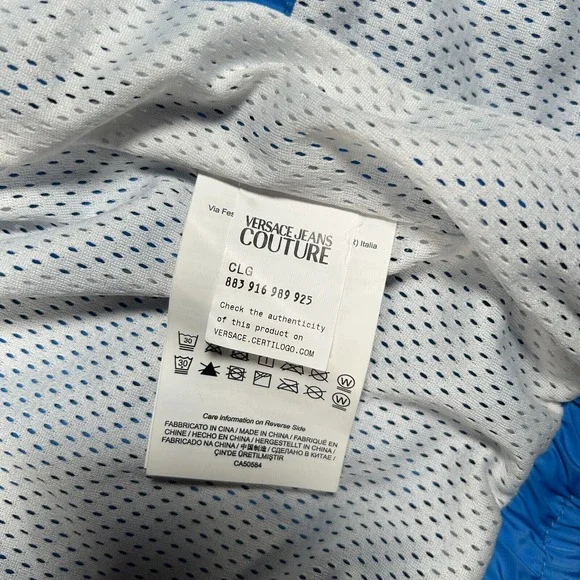 Via Fes
VERSACE JEANS
COUTURE
) Italia
CLG
883 916 989 925
Check the authenticity
of this product on
VERSACE.CERTILOGO.COM
30
W
30
W
Care Information on Reverse Side
FABBRICATO IN CINA / MADE IN CHINA / FABRIQUÉ EN
CHINE / HECHO EN CHINA / HERGESTELLT IN CHINA /
FABRICADO NA CHINA / 中国制造 / СДЕЛАНО В КИТАЕ /
ÇİN'DE ÜRETİLMİŞTİR
CA50584